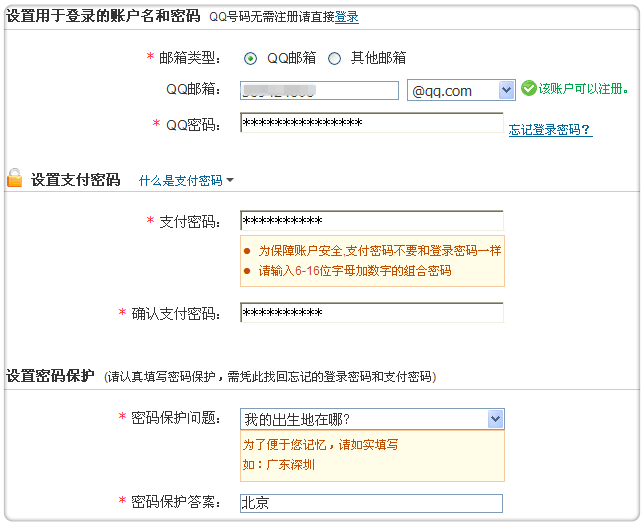 设置用于登录的账户名和密码 QQ号码无需注册请直接登录
* 邮箱类型： QQ邮箱 其他邮箱
QQ邮箱： @qq.com 该账户可以注册。
* QQ密码： *************** 忘记登录密码？
设置支付密码 什么是支付密码
* 支付密码： **********
为保障账户安全,支付密码不要和登录密码一样
请输入6-16位字母加数字的组合密码
* 确认支付密码： **********
设置密码保护 (请认真填写密码保护，需凭此找回忘记的登录密码和支付密码)
* 密码保护问题： 我的出生地在哪?
为了便于您记忆，请如实填写
如：广东深圳
* 密码保护答案： 北京